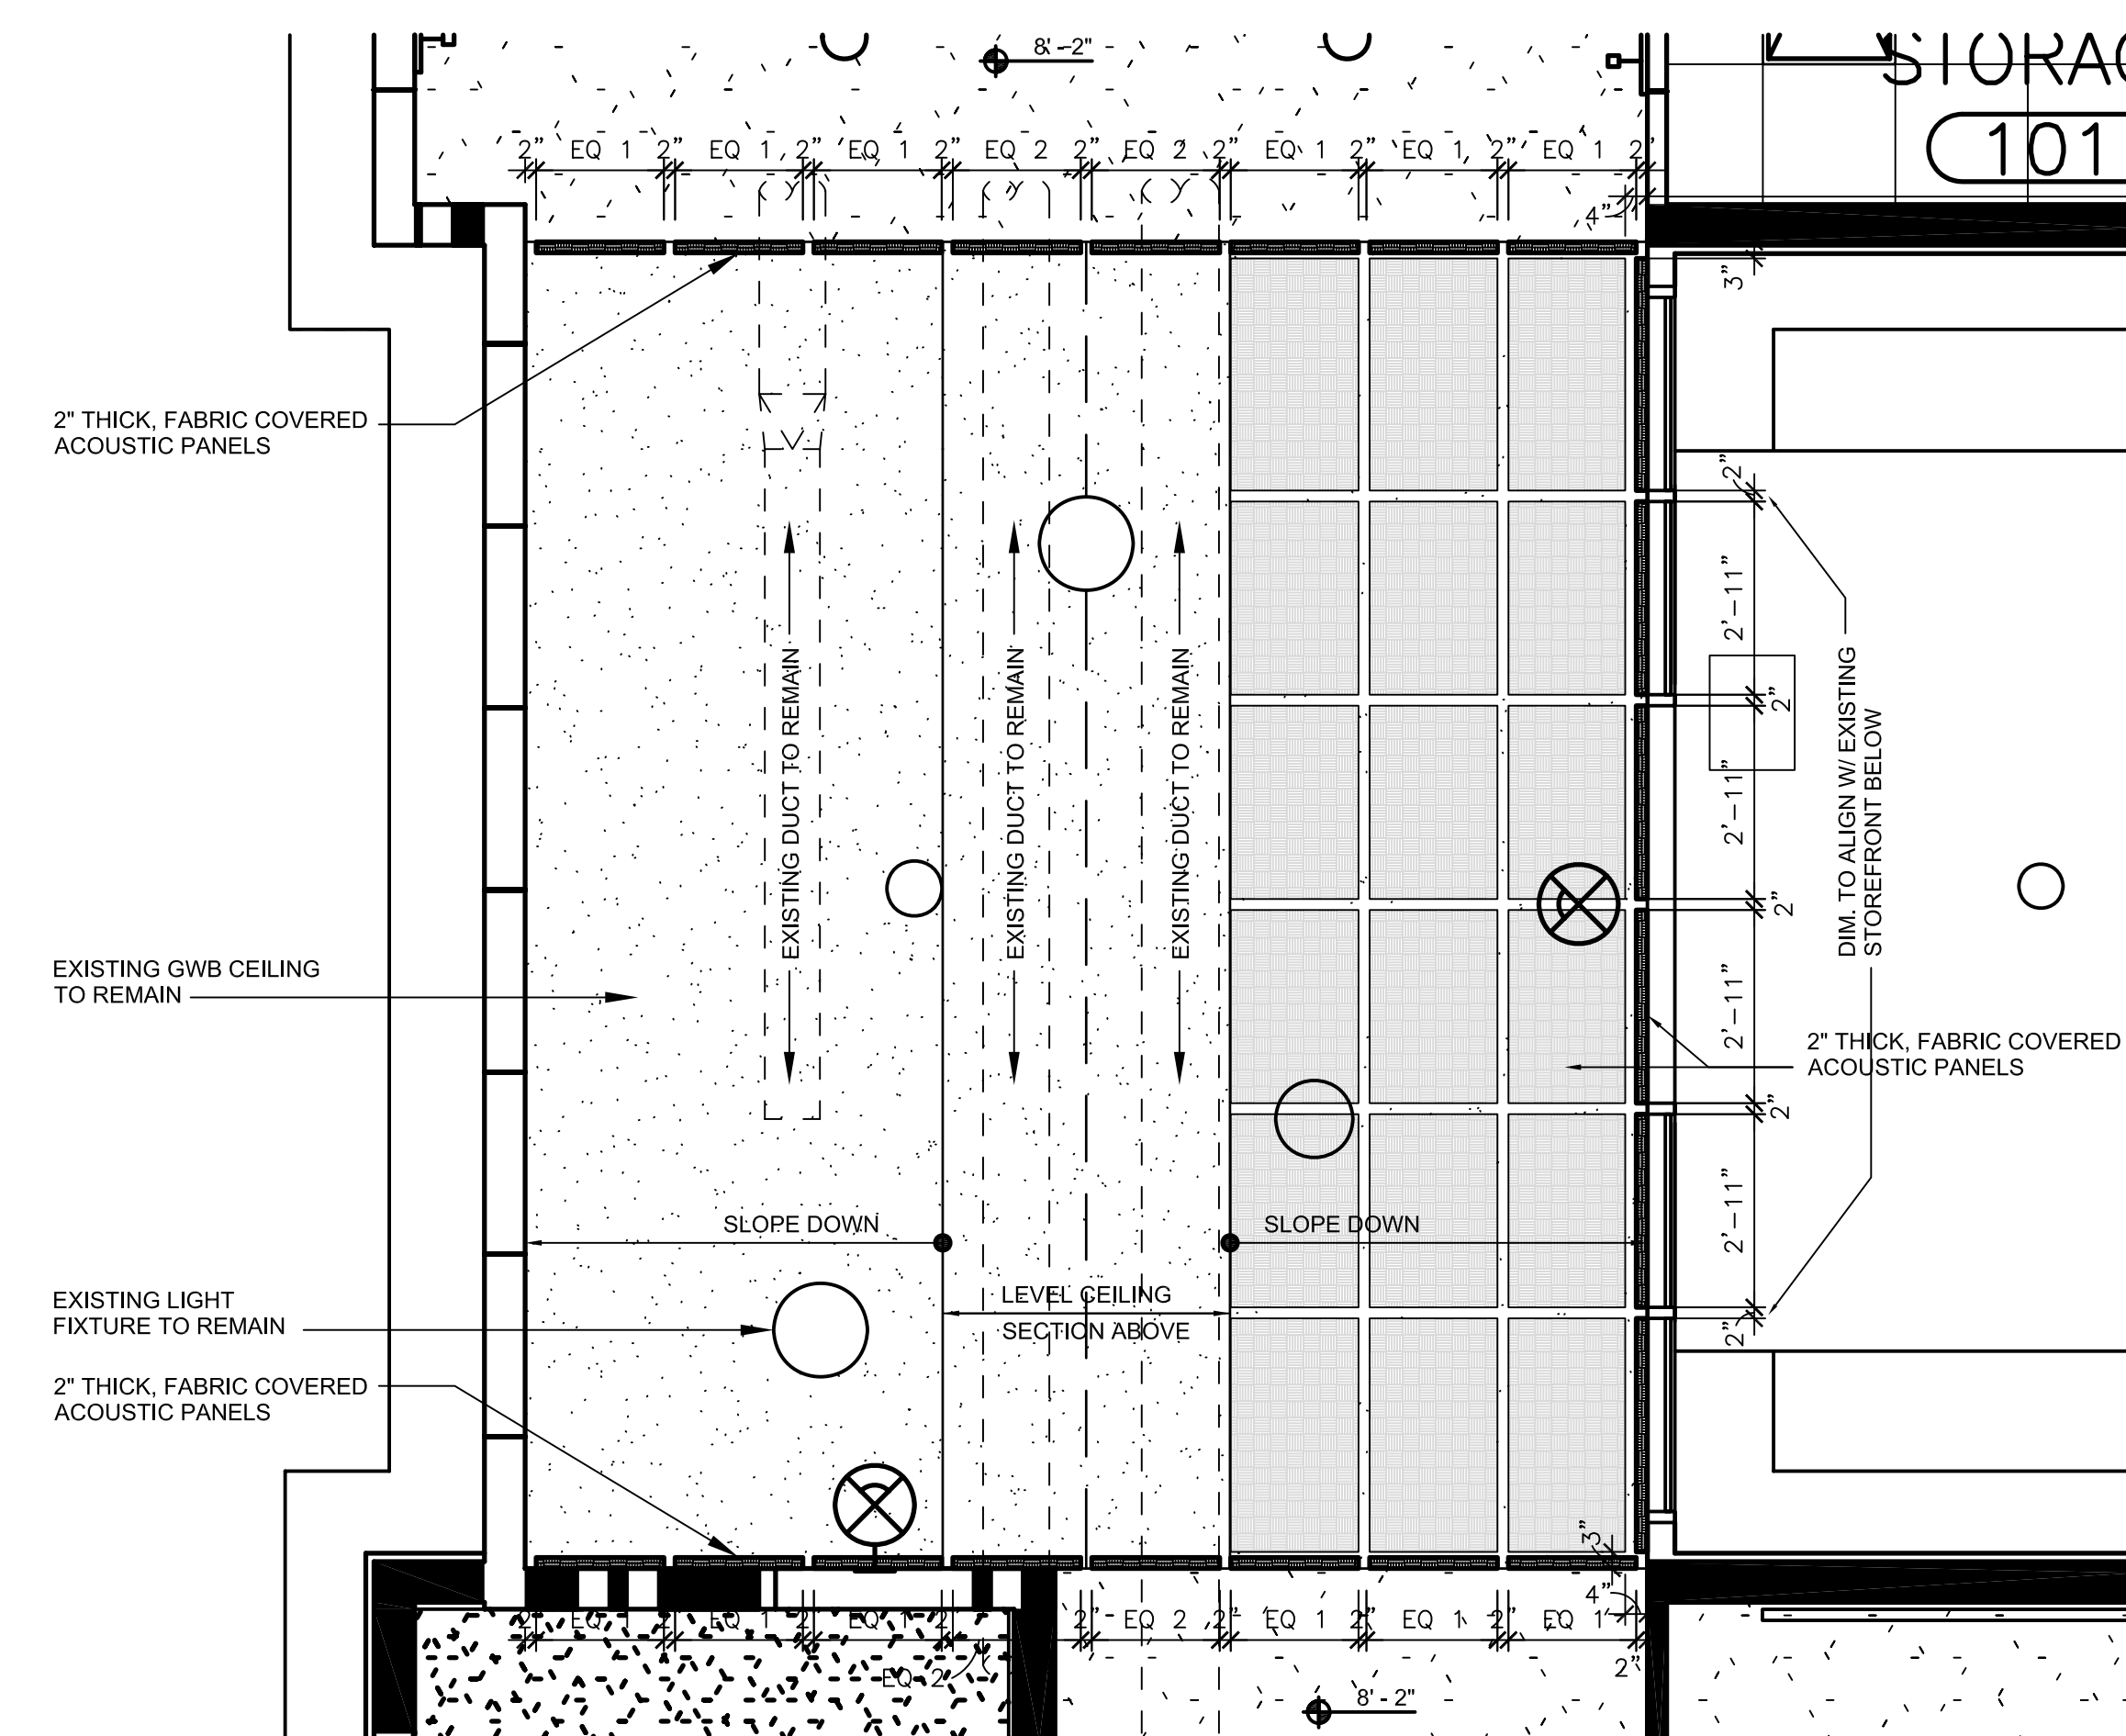 8'-2"
STORAG
101
2" EQ 1 2" EQ 1 2" EQ 1 2" EQ 2 2" EQ 2 2" EQ 1 2" EQ 1 2" EQ 1 2"
4"
3"
2" THICK, FABRIC COVERED
ACOUSTIC PANELS
2"
2'-11"
2"
2'-11"
2"
2'-11"
2"
2'-11"
2"
EXISTING DUCT TO REMAIN
EXISTING DUCT TO REMAIN
EXISTING DUCT TO REMAIN
DIM. TO ALIGN W/ EXISTING
STOREFRONT BELOW
EXISTING GWB CEILING
TO REMAIN
2" THICK, FABRIC COVERED
ACOUSTIC PANELS
SLOPE DOWN
SLOPE DOWN
LEVEL CEILING
SECTION ABOVE
EXISTING LIGHT
FIXTURE TO REMAIN
2" THICK, FABRIC COVERED
ACOUSTIC PANELS
3"
4"
2" EQ 1 2" EQ 1 2" EQ 1 2" 2" EQ 2 2" EQ 1 2" EQ 1 2" EQ 1
2"
EQ 2
8' - 2"